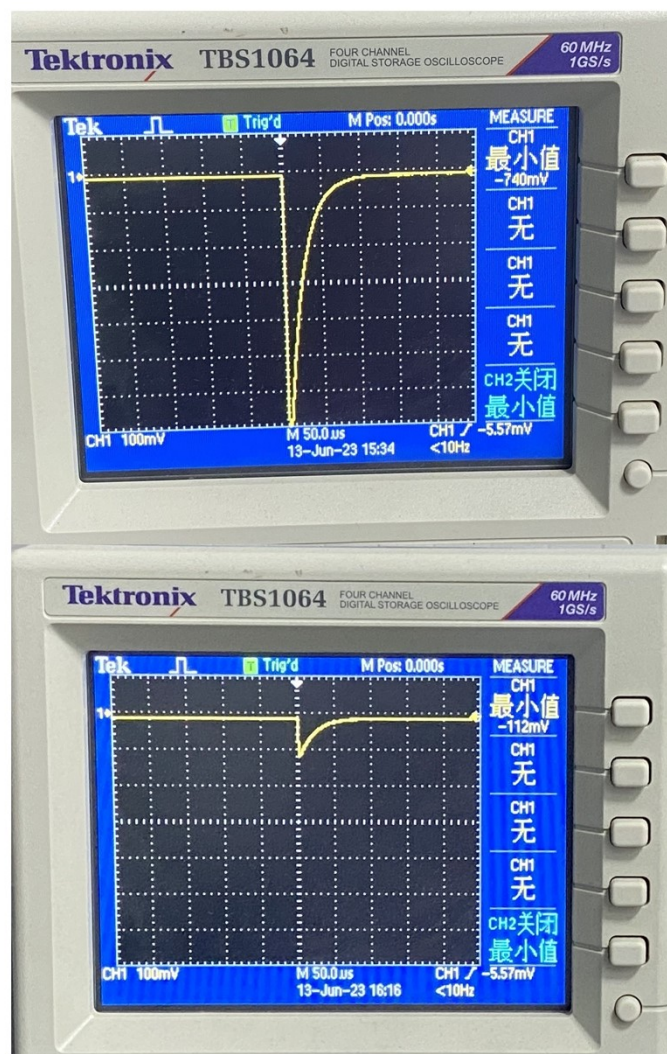 Tektronix TBS1064 FOUR CHANNEL DIGITAL STORAGE OSCILLOSCOPE 60 MHz 1GS/s
Tek T Trig'd M Pos: 0.000s MEASURE
CH1
最小值
-740mV
CH1
无
CH1
无
CH1
无
CH2关闭
最小值
1
CH1 100mV M 50.0us CH1 -5.57mV
13-Jun-23 15:34 <10Hz
Tektronix TBS1064 FOUR CHANNEL DIGITAL STORAGE OSCILLOSCOPE 60 MHz 1GS/s
Tek T Trig'd M Pos: 0.000s MEASURE
CH1
最小值
-112mV
CH1
无
CH1
无
CH1
无
CH2关闭
最小值
1
CH1 100mV M 50.0us CH1 -5.57mV
13-Jun-23 16:16 <10Hz